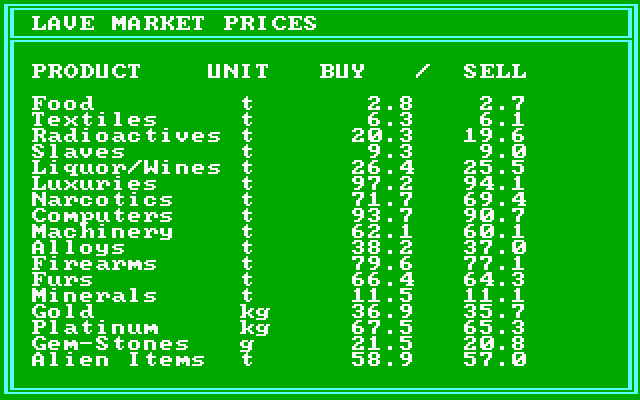 LAVE MARKET PRICES
PRODUCT UNIT BUY / SELL
Food t 2.8 2.7
Textiles t 6.3 6.1
Radioactives t 20.3 19.6
Slaves t 9.3 9.0
Liquor/Wines t 26.4 25.5
Luxuries t 97.2 94.1
Narcotics t 71.7 69.4
Computers t 93.7 90.7
Machinery t 62.1 60.1
Alloys t 38.2 37.0
Firearms t 79.6 77.1
Furs t 66.4 64.3
Minerals t 11.5 11.1
Gold kg 36.9 35.7
Platinum kg 67.5 65.3
Gem-Stones g 21.5 20.8
Alien Items t 58.9 57.0